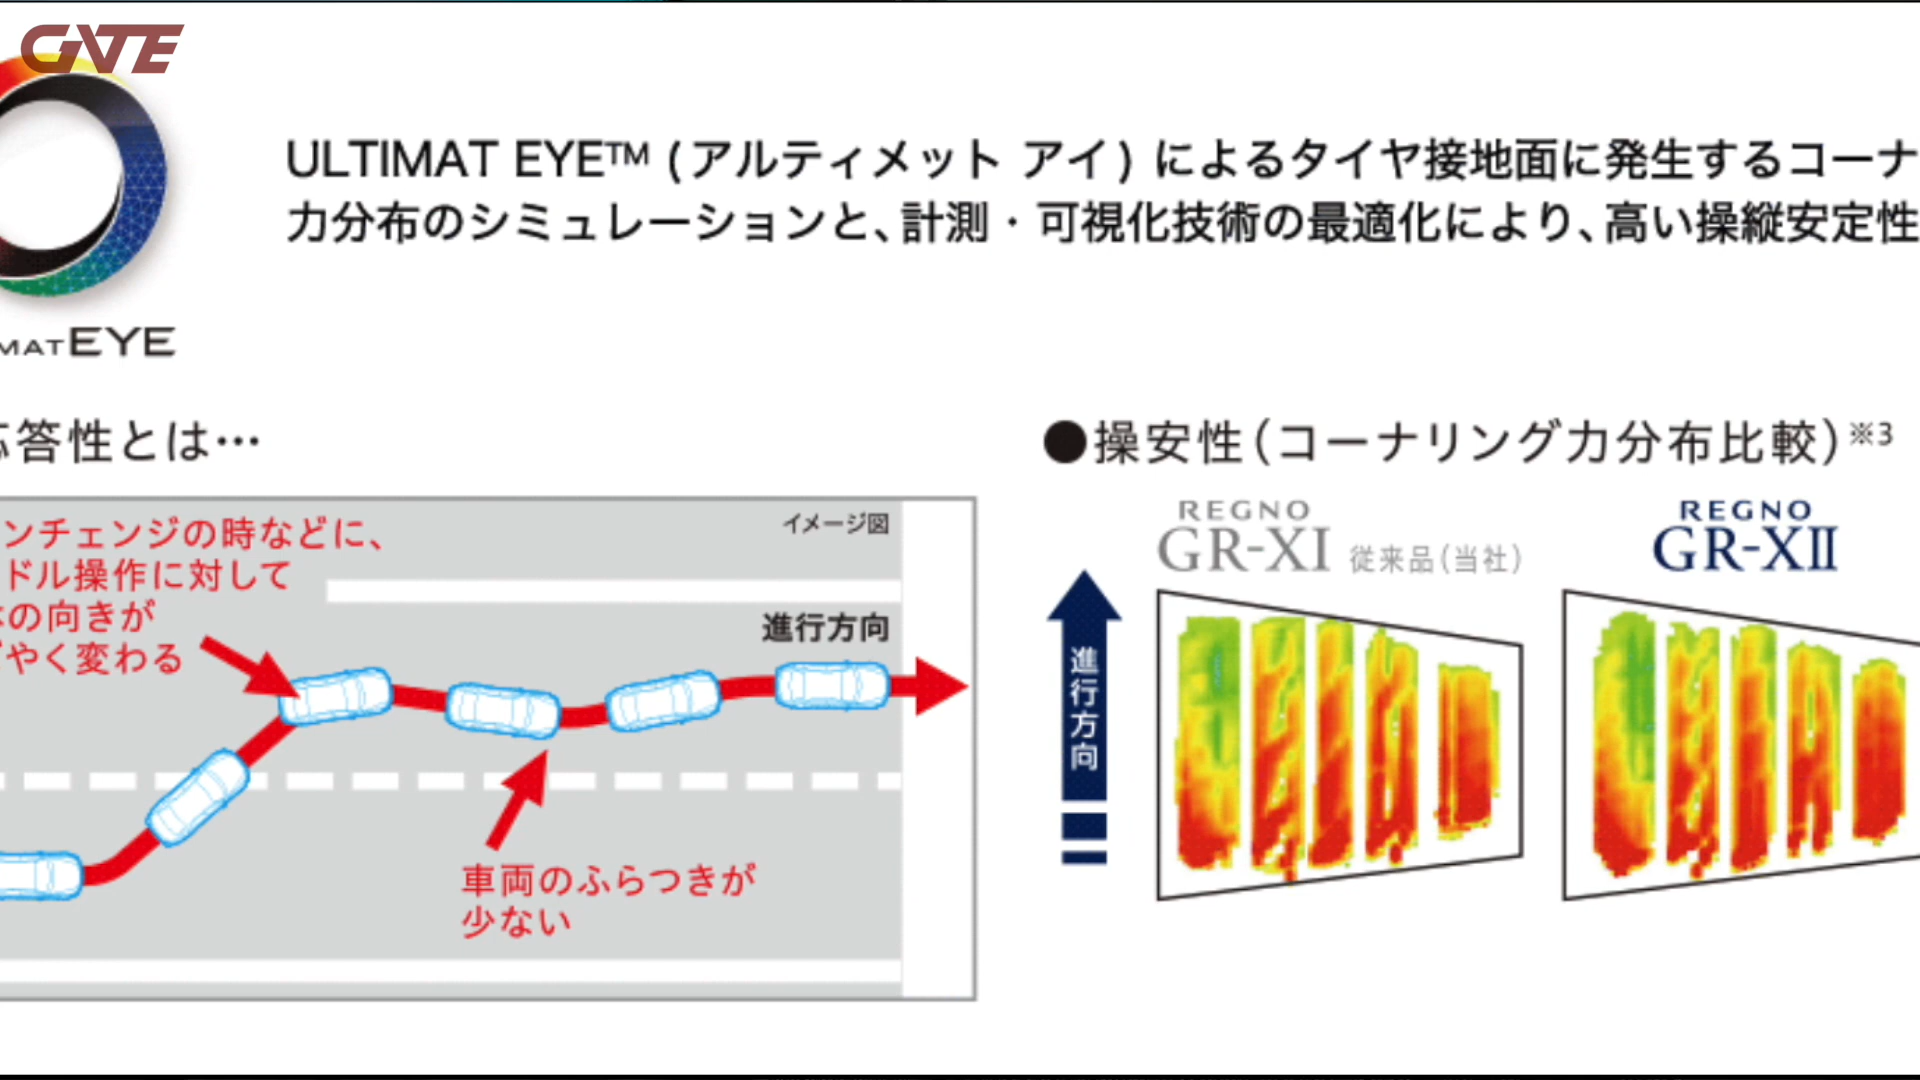 GATE
ULTIMAT EYE™ (アルティメット アイ) によるタイヤ接地面に発生するコーナ
力分布のシミュレーションと、計測・可視化技術の最適化により、高い操縦安定性
MAT EYE
答性とは…
●操安性(コーナリング力分布比較)※3
ンチェンジの時などに、
ドル操作に対して
の向きが
やく変わる
イメージ図
進行方向
車両のふらつきが
少ない
進行方向
REGNO
GR-XI 従来品(当社)
REGNO
GR-XII